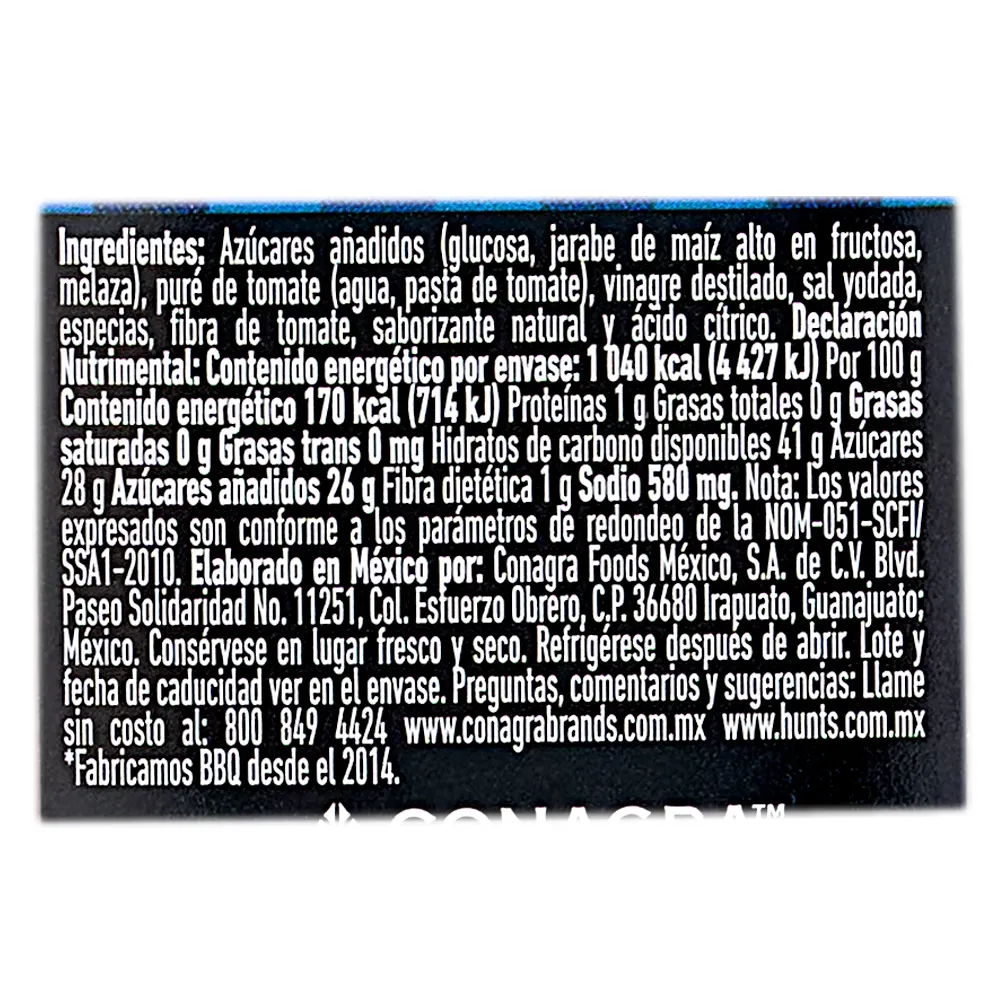 Ingredientes: Azúcares añadidos (glucosa, jarabe de maíz alto en fructosa,
melaza), puré de tomate (agua, pasta de tomate), vinagre destilado, sal yodada,
especias, fibra de tomate, saborizante natural y ácido cítrico. Declaración
Nutrimental: Contenido energético por envase: 1 040 kcal (4 427 kJ) Por 100 g
Contenido energético 170 kcal (714 kJ) Proteínas 1 g Grasas totales 0 g Grasas
saturadas 0 g Grasas trans 0 mg Hidratos de carbono disponibles 41 g Azúcares
28 g Azúcares añadidos 26 g Fibra dietética 1 g Sodio 580 mg. Nota: Los valores
expresados son conforme a los parámetros de redondeo de la NOM-051-SCFI/
SSA1-2010. Elaborado en México por: Conagra Foods México, S.A. de C.V. Blvd.
Paseo Solidaridad No. 11251, Col. Esfuerzo Obrero, C.P. 36680 Irapuato, Guanajuato;
México. Consérvese en lugar fresco y seco. Refrigérese después de abrir. Lote y
fecha de caducidad ver en el envase. Preguntas, comentarios y sugerencias: Llame
sin costo al: 800 849 4424 www.conagrabrands.com.mx www.hunts.com.mx
*Fabricamos BBQ desde el 2014.
CONAGRA™